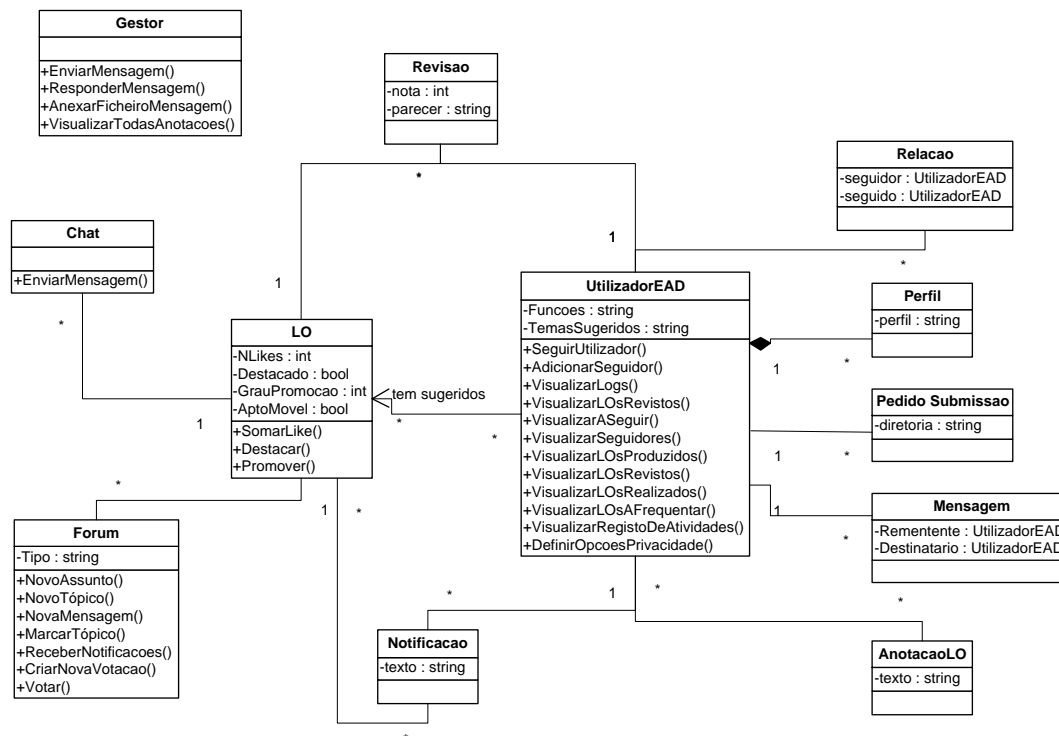 Gestor
+EnviarMensagem()
+ResponderMensagem()
+AnexarFicheiroMensagem()
+VisualizarTodasAnotacoes()
Revisao
-nota : int
-parecer : string
*
1
1
Relacao
-seguidor : UtilizadorEAD
-seguido : UtilizadorEAD
*
Chat
+EnviarMensagem()
*
1
LO
-NLikes : int
-Destacado : bool
-GrauPromocao : int
-AptoMovel : bool
+SomarLike()
+Destacar()
+Promover()
tem sugeridos
*
*
UtilizadorEAD
-Funcoes : string
-TemasSugeridos : string
+SeguirUtilizador()
+AdicionarSeguidor()
+VisualizarLogs()
+VisualizarLOsRevistos()
+VisualizarASeguir()
+VisualizarSeguidores()
+VisualizarLOsProduzidos()
+VisualizarLOsRevistos()
+VisualizarLOsRealizados()
+VisualizarLOsAFrequentar()
+VisualizarRegistoDeAtividades()
+DefinirOpcoesPrivacidade()
Perfil
-perfil : string
1
*
Pedido Submissao
-diretoria : string
1
*
Mensagem
-Rementente : UtilizadorEAD
-Destinatario : UtilizadorEAD
1
*
*
1
*
Forum
-Tipo : string
+NovoAssunto()
+NovoTópico()
+NovaMensagem()
+MarcarTópico()
+ReceberNotificacoes()
+CriarNovaVotacao()
+Votar()
*
1
*
*
Notificacao
-texto : string
*
AnotacaoLO
-texto : string
*